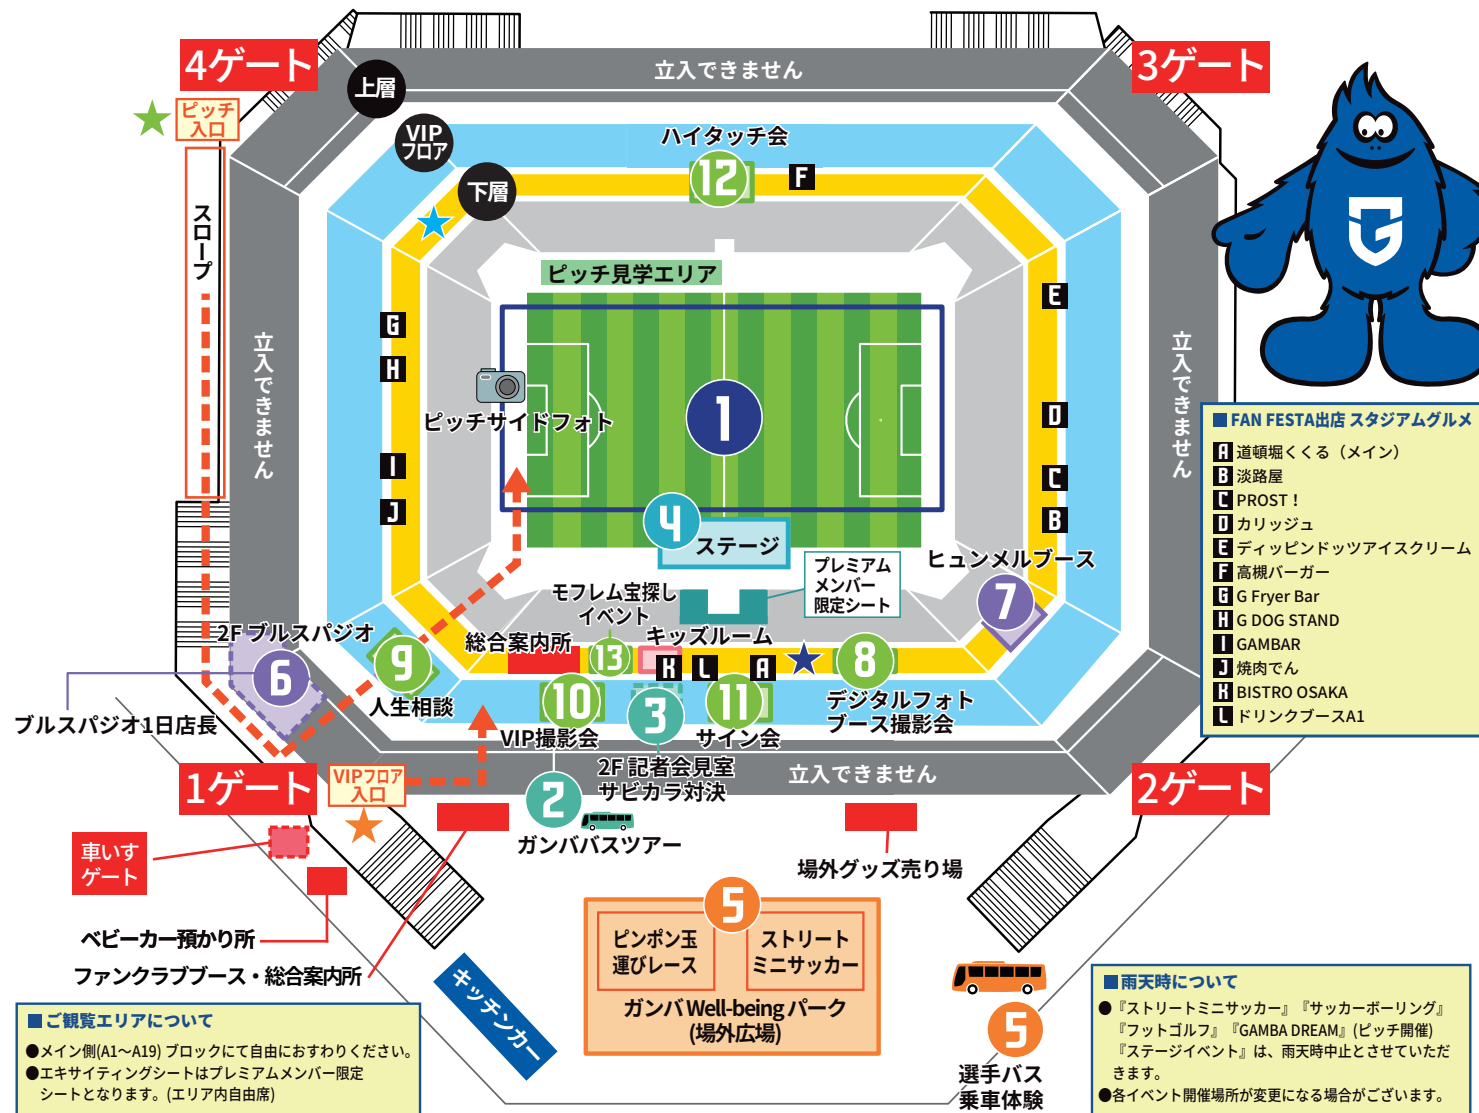 4ゲート
3ゲート
立入できません
上層
ピッチ
入口
VIP
フロア
ハイタッチ会
12
F
下層
スロープ
ピッチ見学エリア
G
E
G
H
立入できません
立入できません
1
D
ピッチサイドフォト
I
C
J
B
4
ステージ
■FAN FESTA出店 スタジアムグルメ
A 道頓堀くくる（メイン）
B 淡路屋
C PROST！
D カリッジュ
E ディッピンドッツアイスクリーム
F 高槻バーガー
G G Fryer Bar
H G DOG STAND
I GAMBAR
J 焼肉でん
K BISTRO OSAKA
L ドリンクブースA1
ヒュンメルブース
7
プレミアム
メンバー
限定シート
モフレム宝探し
イベント
2F ブルスパジオ
6
総合案内所
13
キッズルーム
K
L
A
8
9
人生相談
10
VIP撮影会
3
11
サイン会
デジタルフォト
ブース撮影会
ブルスパジオ1日店長
2F 記者会見室
サビカラ対決
立入できません
1ゲート
VIPフロア
入口
2
ガンババスツアー
2ゲート
車いす
ゲート
場外グッズ売り場
ベビーカー預かり所
ファンクラブブース・総合案内所
5
ピンポン玉
運びレース
ストリート
ミニサッカー
ガンバ Well-being パーク
(場外広場)
キッチンカー
5
選手バス
乗車体験
■ご観覧エリアについて
●メイン側(A1～A19) ブロックにて自由におすわりください。
●エキサイティングシートはプレミアムメンバー限定
シートとなります。(エリア内自由席)
■雨天時について
●『ストリートミニサッカー』『サッカーボーリング』
『フットゴルフ』『GAMBA DREAM』(ピッチ開催)
『ステージイベント』は、雨天時中止とさせていただ
きます。
●各イベント開催場所が変更になる場合がございます。